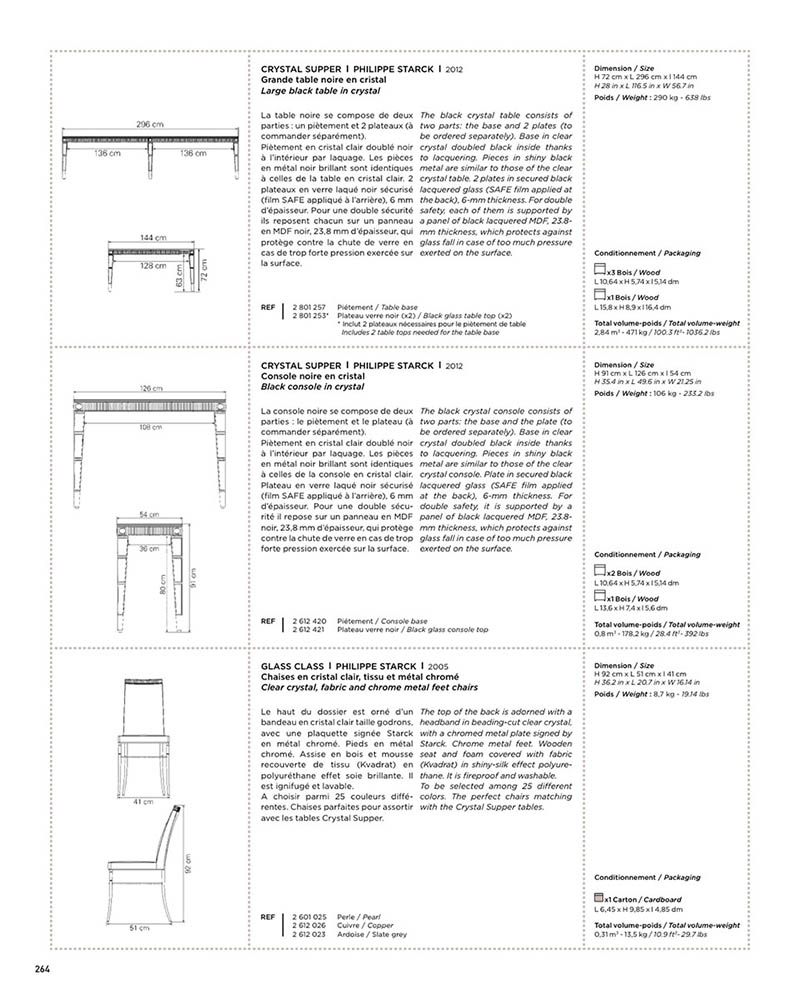 CRYSTAL SUPPER I PHILIPPE STARCK I 2012
Grande table noire en cristal
Large black table in crystal
La table noire se compose de deux
parties : un piètement et 2 plateaux (à
commander séparément).
Piètement en cristal clair doublé noir
à l'intérieur par laquage. Les pièces
en métal noir brillant sont identiques
à celles de la table en cristal clair. 2
plateaux en verre laqué noir sécurisé
(film SAFE appliqué à l'arrière), 6 mm
d'épaisseur. Pour une double sécurité
ils reposent chacun sur un panneau
en MDF noir, 23,8 mm d'épaisseur, qui
protège contre la chute de verre en
cas de trop forte pression exercée sur
la surface.
The black crystal table consists of
two parts: the base and 2 plates (to
be ordered separately). Base in clear
crystal doubled black inside thanks
to lacquering. Pieces in shiny black
metal are similar to those of the clear
crystal table. 2 plates in secured black
lacquered glass (SAFE film applied at
the back), 6-mm thickness. For double
safety, each of them is supported by
a panel of black lacquered MDF, 23.8-
mm thickness, which protects against
glass fall in case of too much pressure
exerted on the surface.
REF
2 801 257 Piétement / Table base
2 801 253* Plateau verre noir (x2) / Black glass table top (x2)
* Inclut 2 plateaux nécessaires pour le piètement de table
Includes 2 table tops needed for the table base
296 cm
136 cm 136 cm
144 cm
128 cm
63 cm
72 cm
Dimension / Size
H 72 cm x L 296 cm x l 144 cm
H 28 in x L 116.5 in x W 56.7 in
Poids / Weight : 290 kg - 638 lbs
Conditionnement / Packaging
x3 Bois / Wood
L 10,64 x H 5,74 x l 5,14 dm
x1 Bois / Wood
L 15,8 x H 8,9 x l 16,4 dm
Total volume-poids / Total volume-weight
2,84 m³ - 471 kg / 100.3 ft³- 1036.2 lbs
CRYSTAL SUPPER I PHILIPPE STARCK I 2012
Console noire en cristal
Black console in crystal
La console noire se compose de deux
parties : le piètement et le plateau (à
commander séparément).
Piètement en cristal clair doublé noir
à l'intérieur par laquage. Les pièces
en métal noir brillant sont identiques
à celles de la console en cristal clair.
Plateau en verre laqué noir sécurisé
(film SAFE appliqué à l'arrière), 6 mm
d'épaisseur. Pour une double sécu-
rité il repose sur un panneau en MDF
noir, 23,8 mm d'épaisseur, qui protège
contre la chute de verre en cas de trop
forte pression exercée sur la surface.
The black crystal console consists of
two parts: the base and the plate (to
be ordered separately). Base in clear
crystal doubled black inside thanks
to lacquering. Pieces in shiny black
metal are similar to those of the clear
crystal console. Plate in secured black
lacquered glass (SAFE film applied
at the back), 6-mm thickness. For
double safety, it is supported by a
panel of black lacquered MDF, 23.8-
mm thickness, which protects against
glass fall in case of too much pressure
exerted on the surface.
REF
2 612 420 Piétement / Console base
2 612 421 Plateau verre noir / Black glass console top
126 cm
108 cm
54 cm
36 cm
80 cm
91 cm
Dimension / Size
H 91 cm x L 126 cm x l 54 cm
H 35.4 in x L 49.6 in x W 21.25 in
Poids / Weight : 106 kg - 233.2 lbs
Conditionnement / Packaging
x2 Bois / Wood
L 10,64 x H 5,74 x l 5,14 dm
x1 Bois / Wood
L 13,6 x H 7,4 x l 5,6 dm
Total volume-poids / Total volume-weight
0,8 m³ - 178,2 kg / 28.4 ft³- 392 lbs
GLASS CLASS I PHILIPPE STARCK I 2005
Chaises en cristal clair, tissu et métal chromé
Clear crystal, fabric and chrome metal feet chairs
Le haut du dossier est orné d'un
bandeau en cristal clair taille godrons,
avec une plaquette signée Starck
en métal chromé. Pieds en métal
chromé. Assise en bois et mousse
recouverte de tissu (Kvadrat) en
polyuréthane effet soie brillante. Il
est ignifugé et lavable.
A choisir parmi 25 couleurs diffé-
rentes. Chaises parfaites pour assortir
avec les tables Crystal Supper.
The top of the back is adorned with a
headband in beading-cut clear crystal,
with a chromed metal plate signed by
Starck. Chrome metal feet. Wooden
seat and foam covered with fabric
(Kvadrat) in shiny-silk effect polyure-
thane. It is fireproof and washable.
To be selected among 25 different
colors. The perfect chairs matching
with the Crystal Supper tables.
REF
2 601 025 Perle / Pearl
2 612 026 Cuivre / Copper
2 612 023 Ardoise / Slate grey
41 cm
92 cm
51 cm
Dimension / Size
H 92 cm x L 51 cm x l 41 cm
H 36.2 in x L 20.7 in x W 16.14 in
Poids / Weight : 8,7 kg - 19.14 lbs
Conditionnement / Packaging
x1 Carton / Cardboard
L 6,45 x H 9,85 x l 4,85 dm
Total volume-poids / Total volume-weight
0,31 m³ - 13,5 kg / 10.9 ft³- 29.7 lbs
264